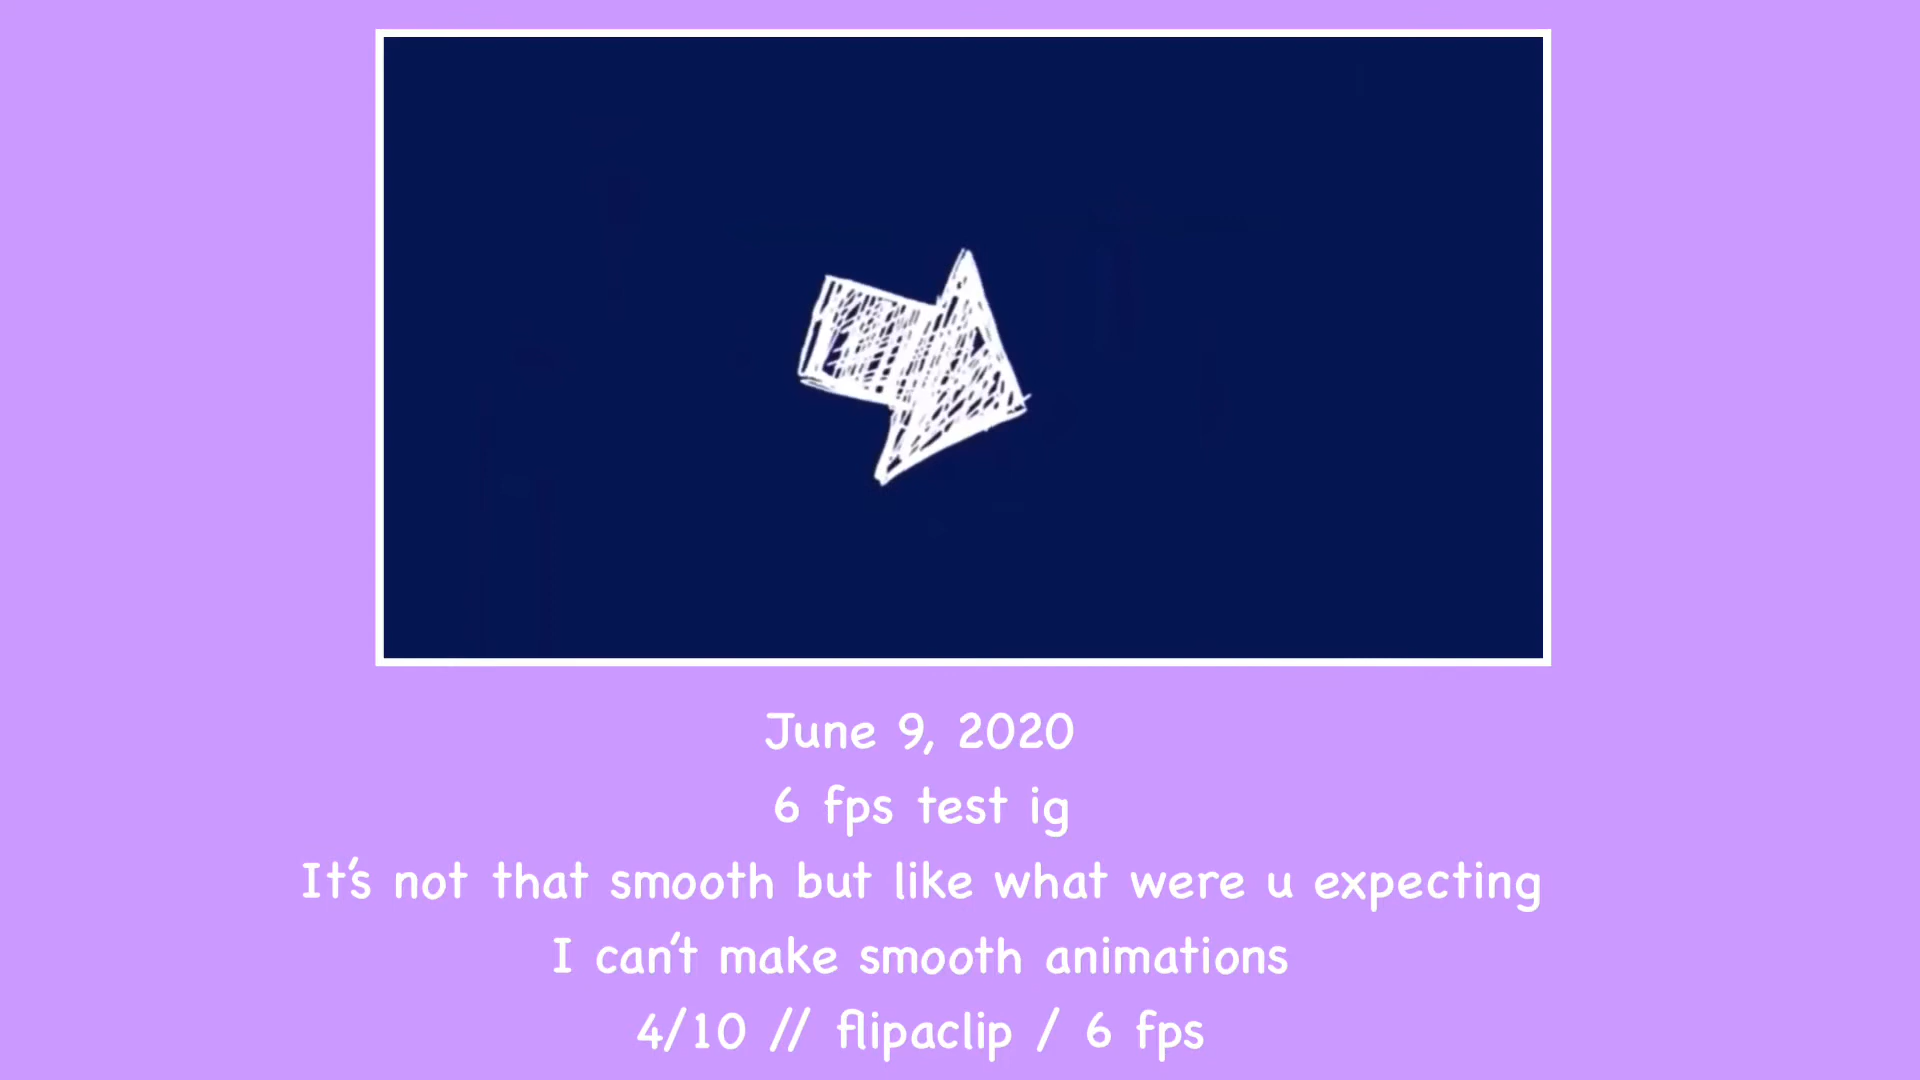 June 9, 2020
6 fps test ig
It's not that smooth but like what were u expecting
I can't make smooth animations
4/10 // flipaclip / 6 fps